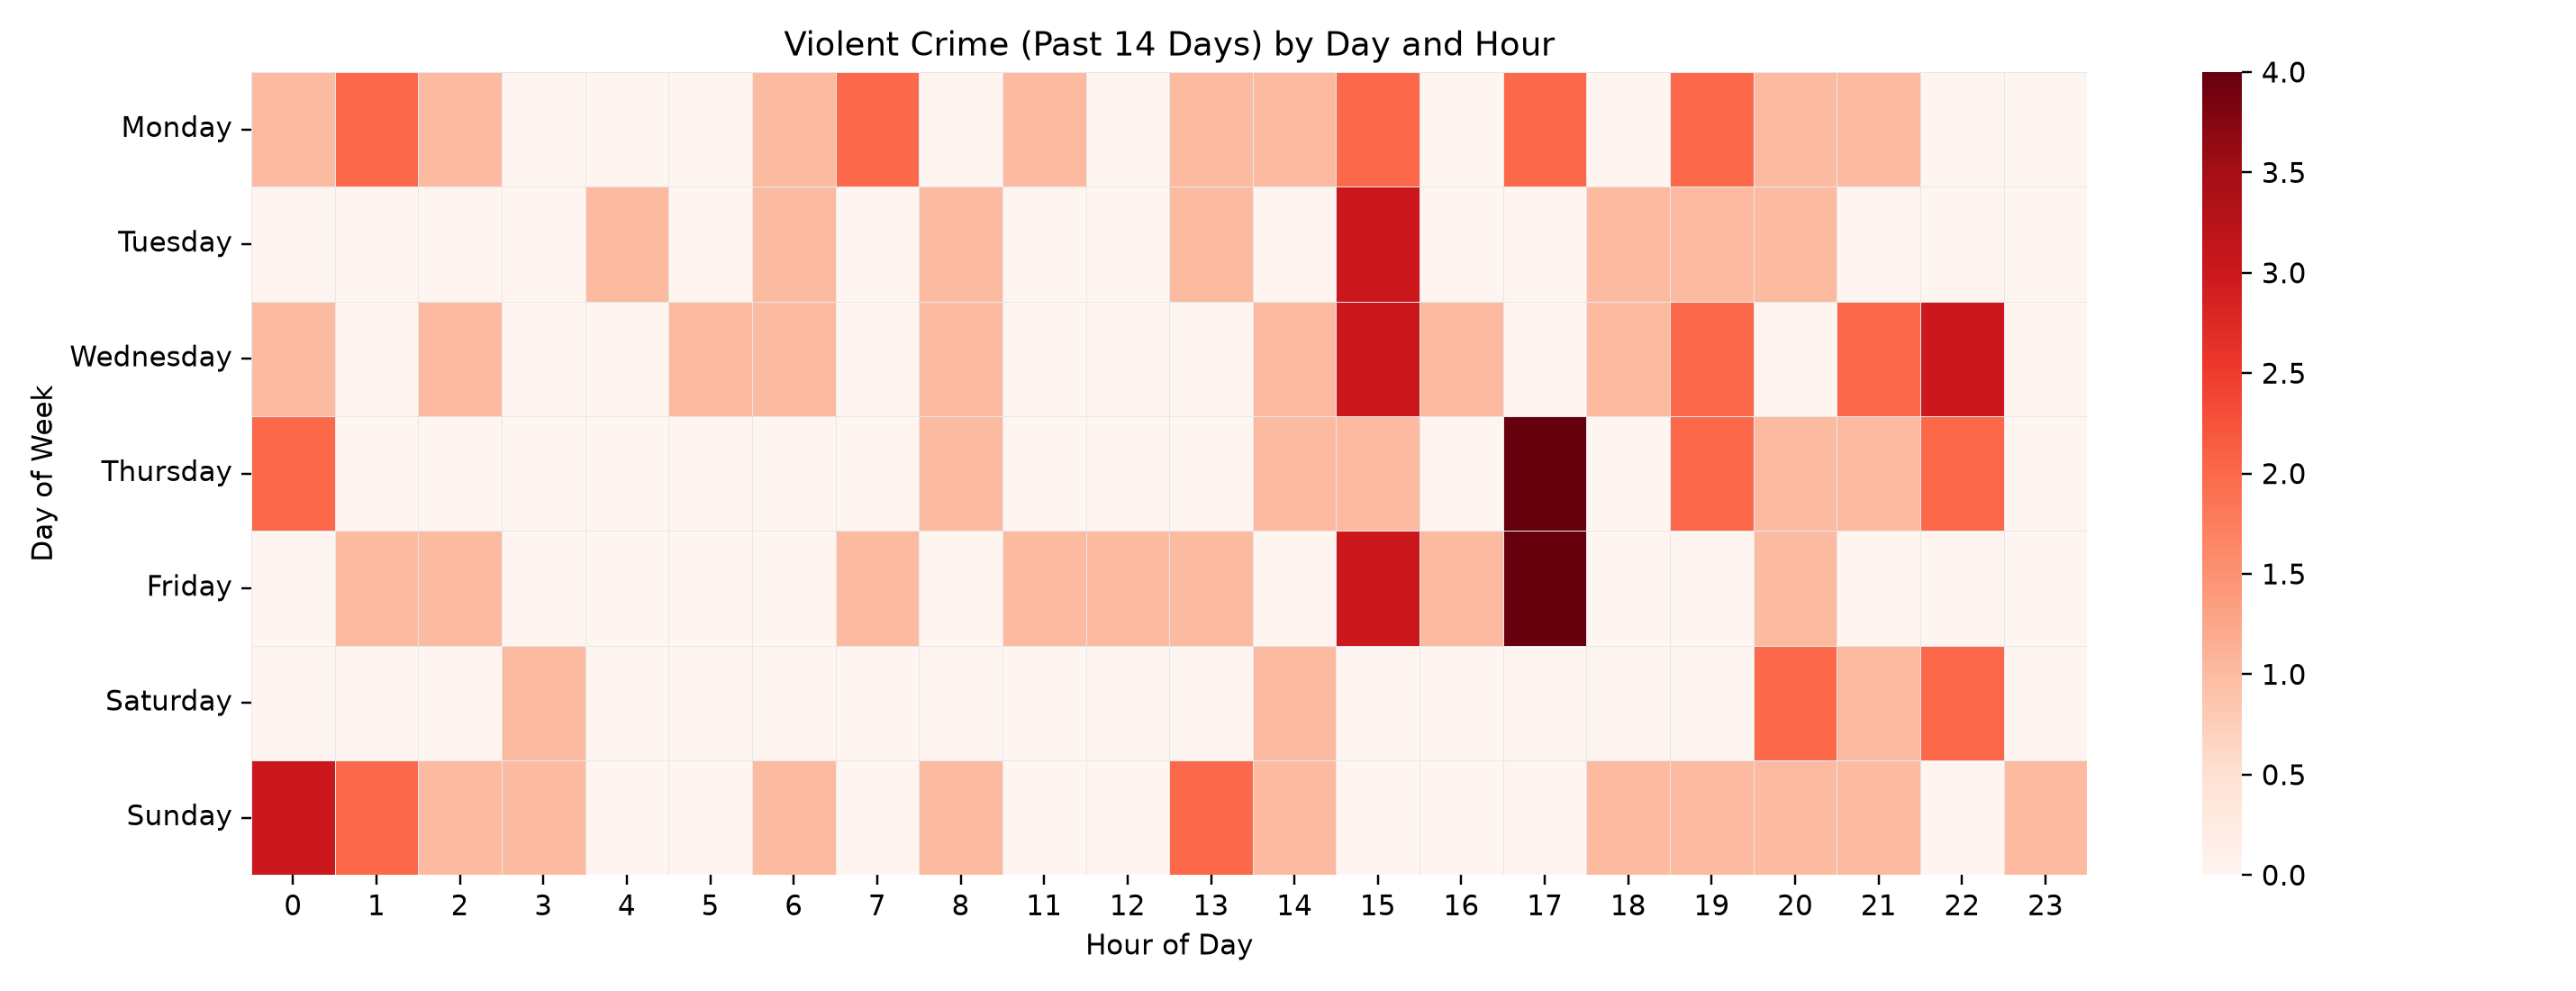 Violent Crime (Past 14 Days) by Day and Hour
Day of Week
Monday
Tuesday
Wednesday
Thursday
Friday
Saturday
Sunday
0 1 2 3 4 5 6 7 8 11 12 13 14 15 16 17 18 19 20 21 22 23
Hour of Day
4.0
3.5
3.0
2.5
2.0
1.5
1.0
0.5
0.0